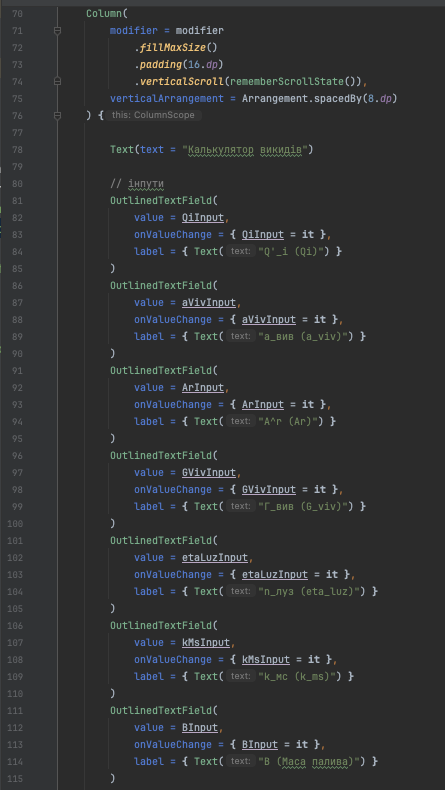 70 Column(
71 modifier = modifier
72 .fillMaxSize()
73 .padding(16.dp)
74 .verticalScroll(rememberScrollState()),
75 verticalArrangement = Arrangement.spacedBy(8.dp)
76 ) { this: ColumnScope
77
78 Text(text = "Калькулятор викидів")
79
80 // інпути
81 OutlinedTextField(
82 value = QiInput,
83 onValueChange = { QiInput = it },
84 label = { Text( text: "Q'_i (Qi)") }
85 )
86 OutlinedTextField(
87 value = aVivInput,
88 onValueChange = { aVivInput = it },
89 label = { Text( text: "a_вив (a_viv)") }
90 )
91 OutlinedTextField(
92 value = ArInput,
93 onValueChange = { ArInput = it },
94 label = { Text( text: "A^r (Ar)") }
95 )
96 OutlinedTextField(
97 value = GVivInput,
98 onValueChange = { GVivInput = it },
99 label = { Text( text: "Г_вив (G_viv)") }
100 )
101 OutlinedTextField(
102 value = etaLuzInput,
103 onValueChange = { etaLuzInput = it },
104 label = { Text( text: "n_луз (eta_luz)") }
105 )
106 OutlinedTextField(
107 value = kMsInput,
108 onValueChange = { kMsInput = it },
109 label = { Text( text: "k_мс (k_ms)") }
110 )
111 OutlinedTextField(
112 value = BInput,
113 onValueChange = { BInput = it },
114 label = { Text( text: "B (Маса палива)") }
115 )